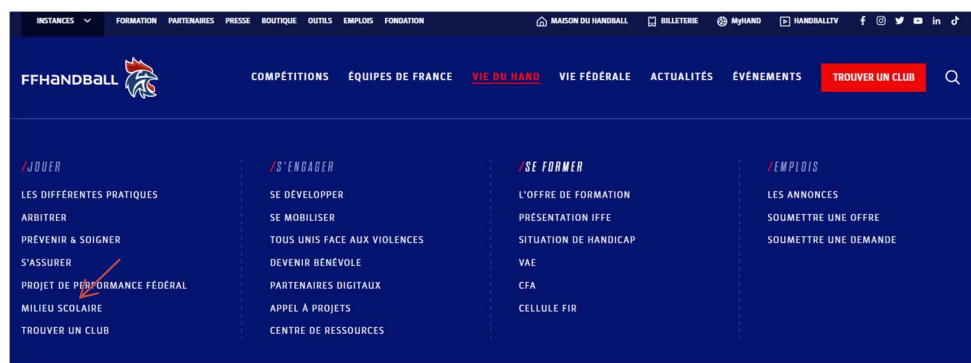 INSTANCES FORMATION PARTENAIRES PRESSE BOUTIQUE OUTILS EMPLOIS FONDATION MAISON DU HANDBALL BILLETERIE MyHAND HANDBALLTV
FFHANDBALL COMPÉTITIONS ÉQUIPES DE FRANCE VIE DU HAND VIE FÉDÉRALE ACTUALITÉS ÉVÉNEMENTS TROUVER UN CLUB
/JOUER
LES DIFFÉRENTES PRATIQUES
ARBITRER
PRÉVENIR & SOIGNER
S'ASSURER
PROJET DE PERFORMANCE FÉDÉRAL
MILIEU SCOLAIRE
TROUVER UN CLUB
/S'ENGAGER
SE DÉVELOPPER
SE MOBILISER
TOUS UNIS FACE AUX VIOLENCES
DEVENIR BÉNÉVOLE
PARTENAIRES DIGITAUX
APPEL À PROJETS
CENTRE DE RESSOURCES
/SE FORMER
L'OFFRE DE FORMATION
PRÉSENTATION IFFE
SITUATION DE HANDICAP
VAE
CFA
CELLULE FIR
/EMPLOIS
LES ANNONCES
SOUMETTRE UNE OFFRE
SOUMETTRE UNE DEMANDE